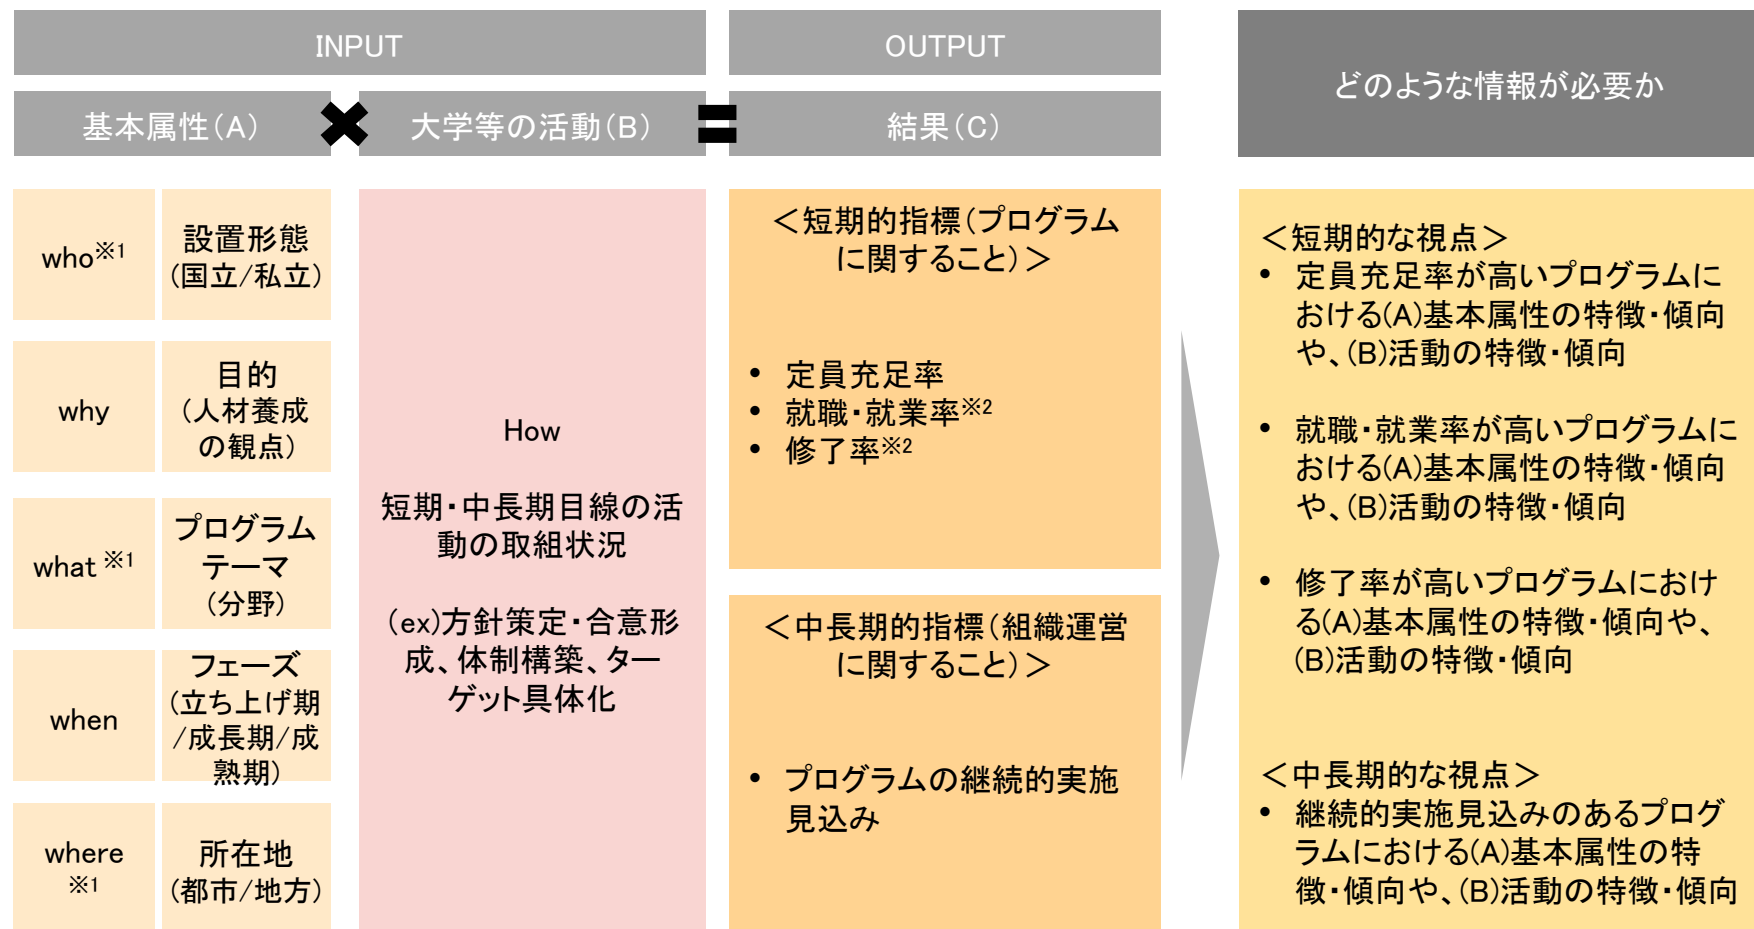 INPUT
OUTPUT
どのような情報が必要か
基本属性(A)
大学等の活動(B)
結果(C)
who※1
設置形態
(国立/私立)
why
目的
(人材養成
の観点)
what ※1
プログラム
テーマ
(分野)
when
フェーズ
(立ち上げ期
/成長期/成
熟期)
where
※1
所在地
(都市/地方)
How
短期・中長期目線の活
動の取組状況
(ex)方針策定・合意形
成、体制構築、ター
ゲット具体化
＜短期的指標(プログラム
に関すること)＞
• 定員充足率
• 就職・就業率※2
• 修了率※2
＜中長期的指標(組織運営
に関すること)＞
• プログラムの継続的実施
見込み
＜短期的な視点＞
• 定員充足率が高いプログラムに
おける(A)基本属性の特徴・傾向
や、(B)活動の特徴・傾向
• 就職・就業率が高いプログラムに
おける(A)基本属性の特徴・傾向
や、(B)活動の特徴・傾向
• 修了率が高いプログラムにおけ
る(A)基本属性の特徴・傾向や、
(B)活動の特徴・傾向
＜中長期的な視点＞
• 継続的実施見込みのあるプログ
ラムにおける(A)基本属性の特
徴・傾向や、(B)活動の特徴・傾向